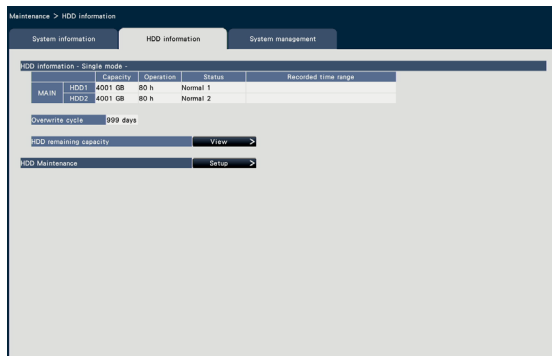 Maintenance > HDD information
System information HDD information System management
HDD information - Single mode -
Capacity Operation Status Recorded time range
MAIN HDD1 4001 GB 80 h Normal 1
HDD2 4001 GB 80 h Normal 2
Overwrite cycle 999 days
HDD remaining capacity View >
HDD Maintenance Setup >